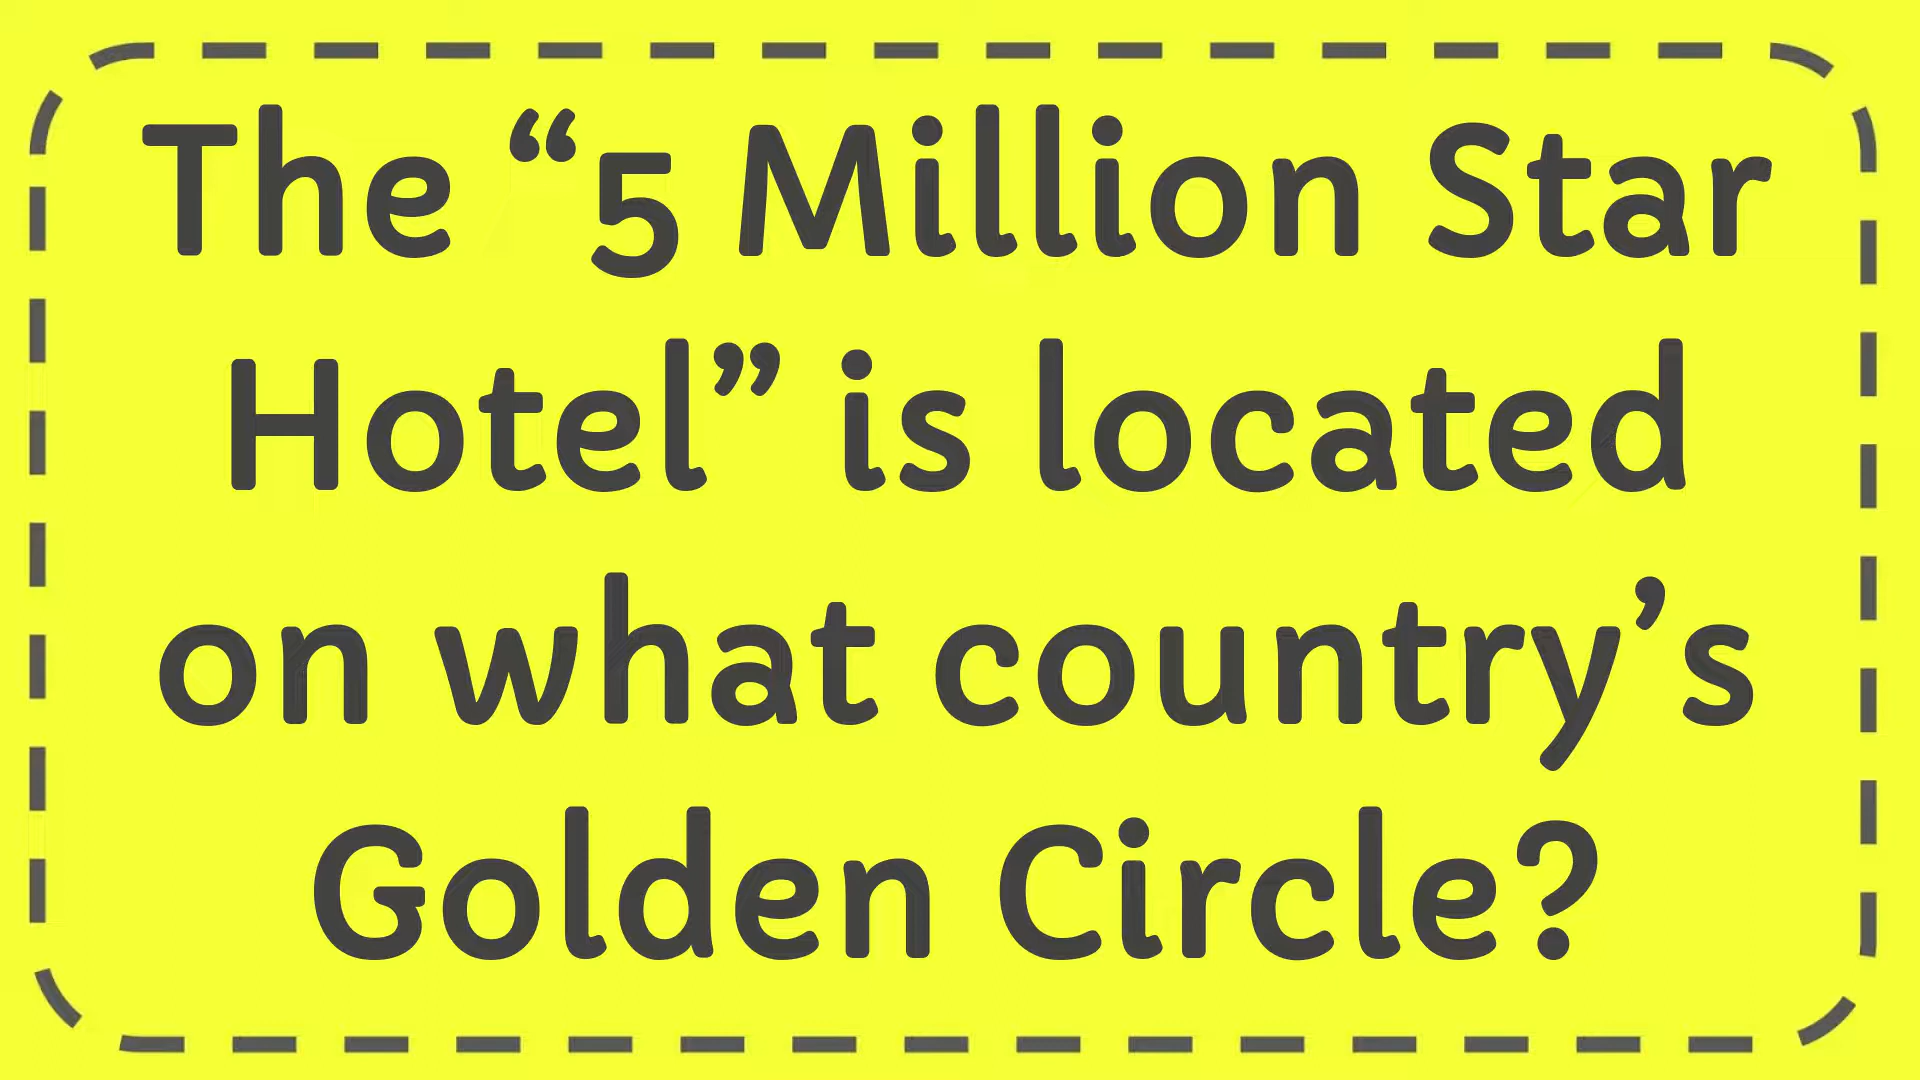 The “5 Million Star
Hotel” is located
on what country’s
Golden Circle?